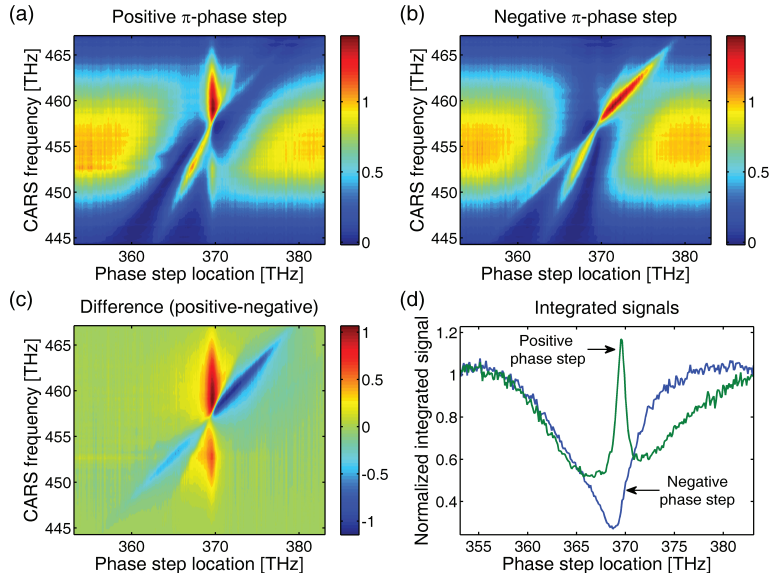 (a)
Positive π-phase step
CARS frequency [THz]
465
460
455
450
445
360
370
380
Phase step location [THz]
1
0.5
0
(b)
Negative π-phase step
CARS frequency [THz]
465
460
455
450
445
360
370
380
Phase step location [THz]
1
0.5
0
(c)
Difference (positive-negative)
CARS frequency [THz]
465
460
455
450
445
360
370
380
Phase step location [THz]
1
0.5
0
-0.5
-1
(d)
Integrated signals
Normalized integrated signal
1.2
1
0.8
0.6
0.4
355
360
365
370
375
380
Phase step location [THz]
Positive
phase step
Negative
phase step